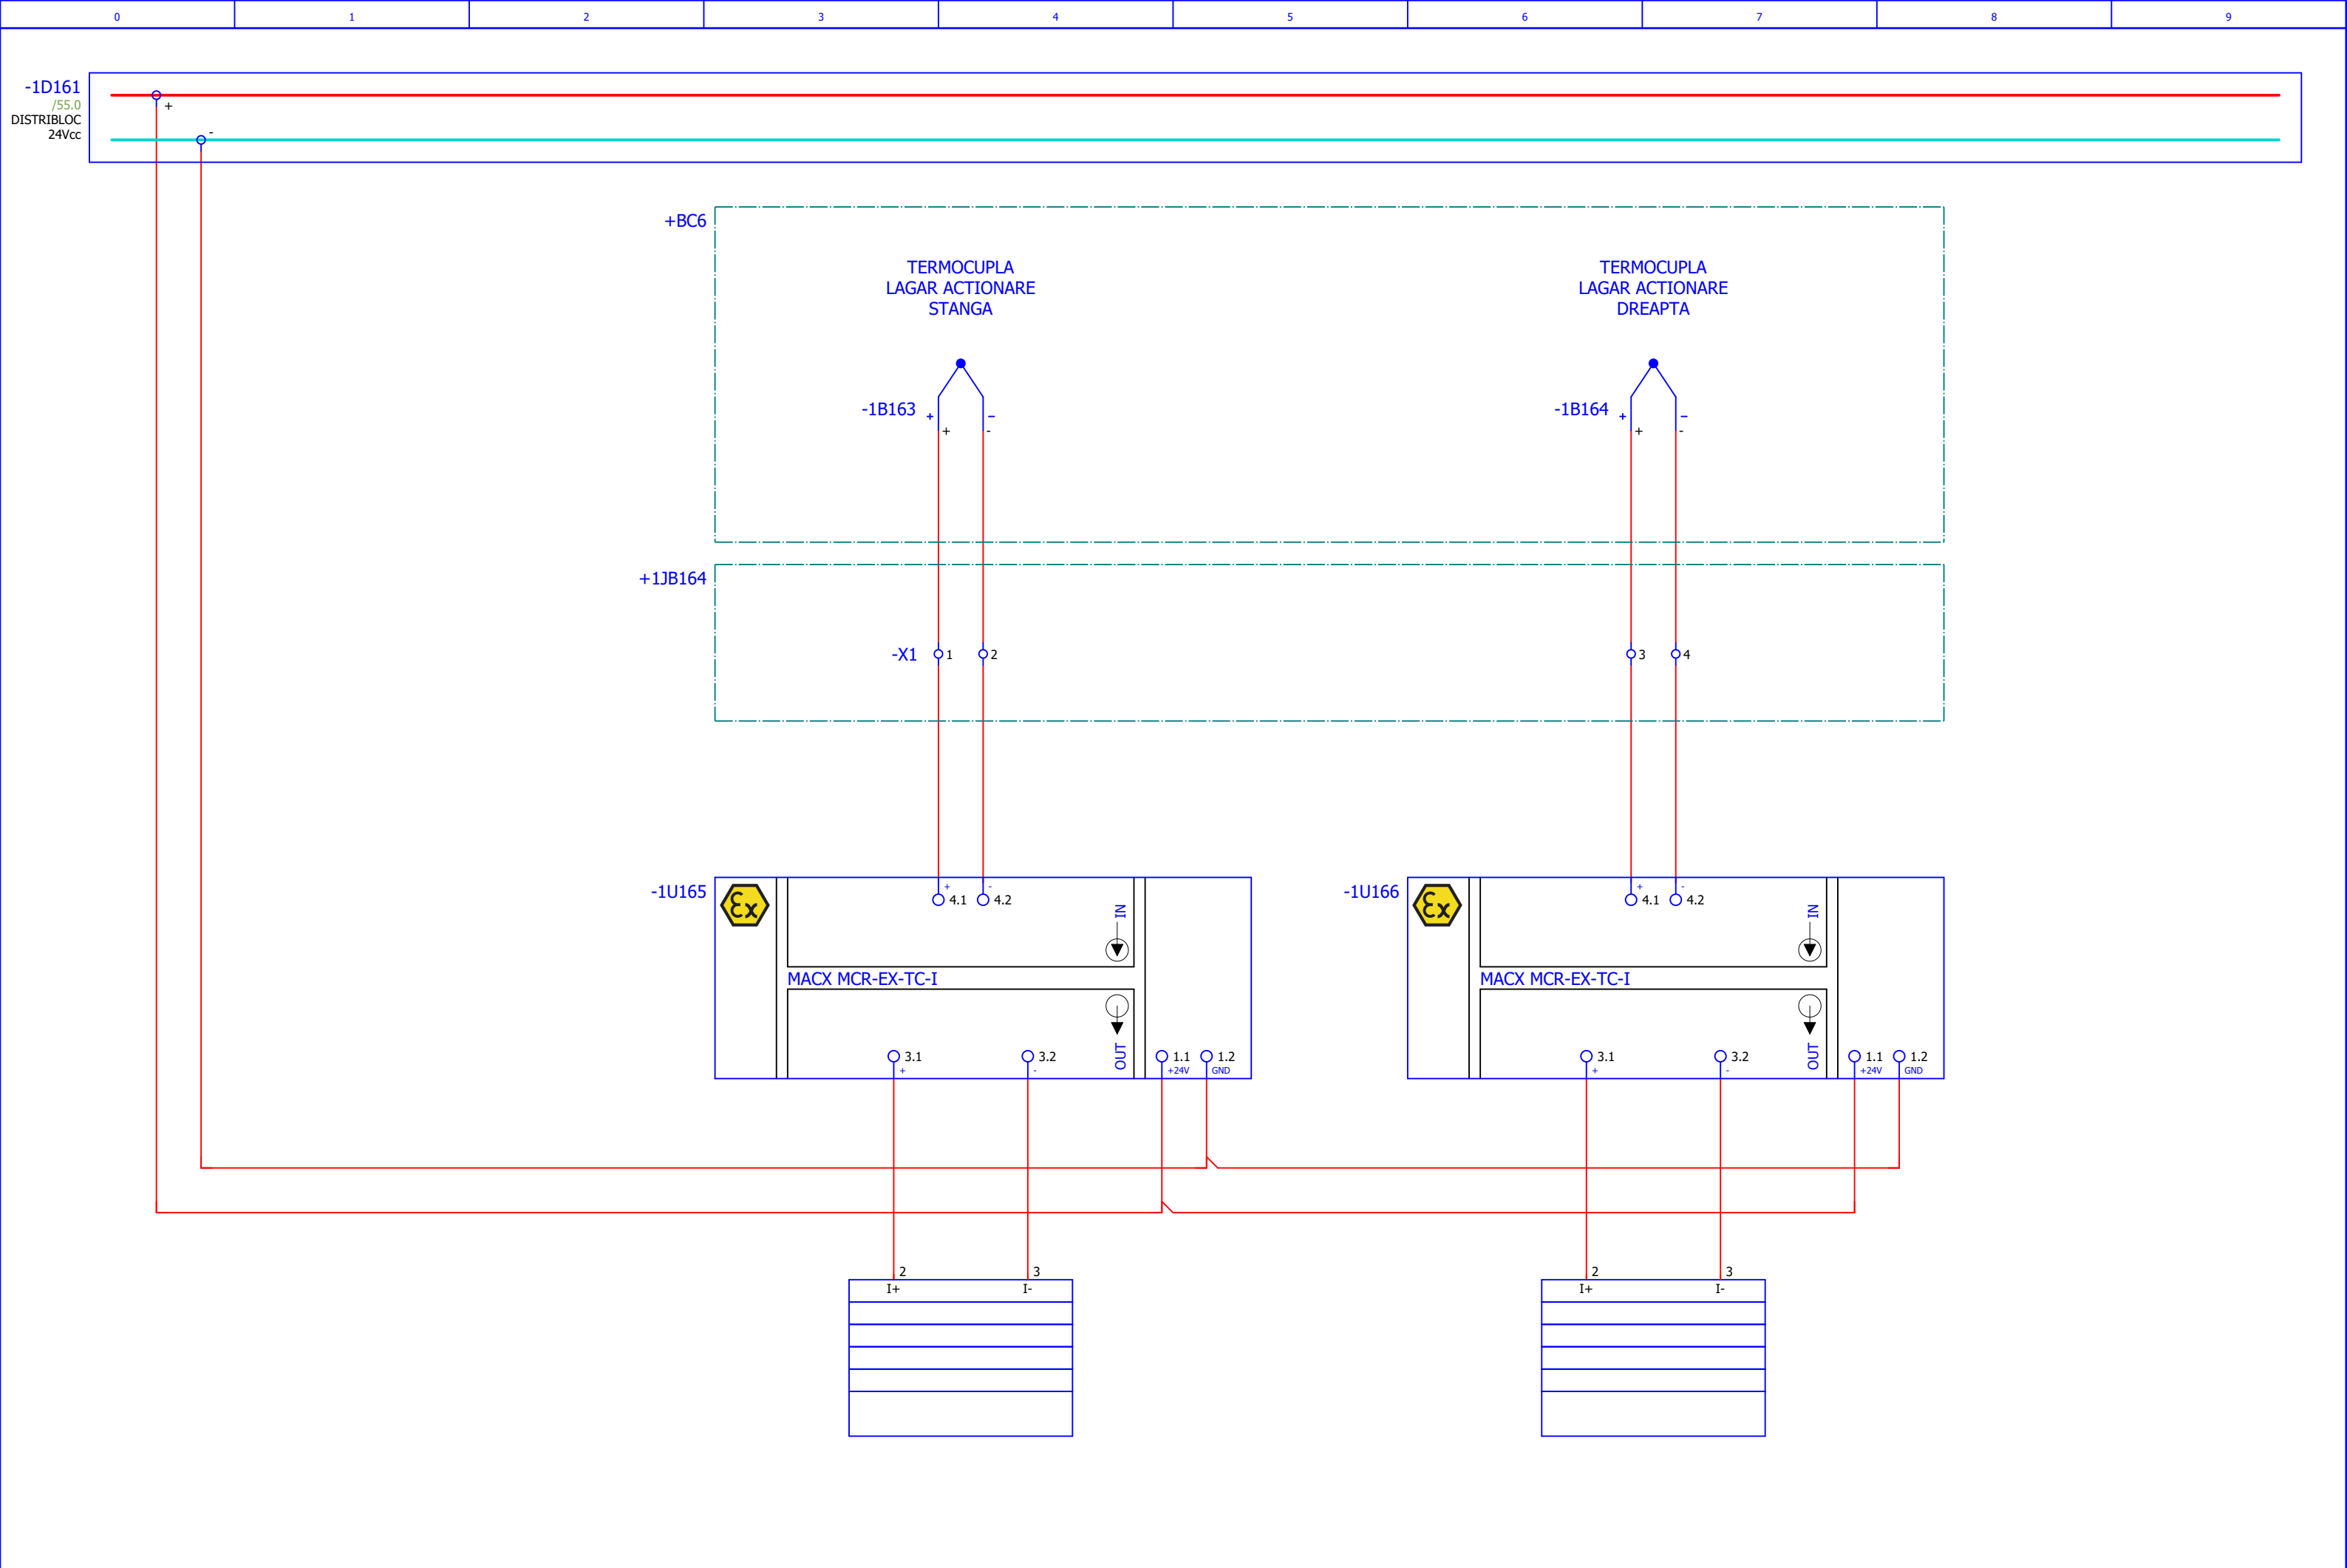 0 1 2 3 4 5 6 7 8 9
-1D161
/55.0
DISTRIBLOC
24Vcc
+
-
+BC6
TERMOCUPLA
LAGAR ACTIONARE
STANGA
TERMOCUPLA
LAGAR ACTIONARE
DREAPTA
-1B163 + −
+ -
-1B164 + −
+ -
+1JB164
-X1 1 2 3 4
-1U165
Ex
+ -
4.1 4.2
IN
MACX MCR-EX-TC-I
OUT
3.1 3.2 1.1 1.2
+ - +24V GND
-1U166
Ex
+ -
4.1 4.2
IN
MACX MCR-EX-TC-I
OUT
3.1 3.2 1.1 1.2
+ - +24V GND
2 3
I+ I-
2 3
I+ I-